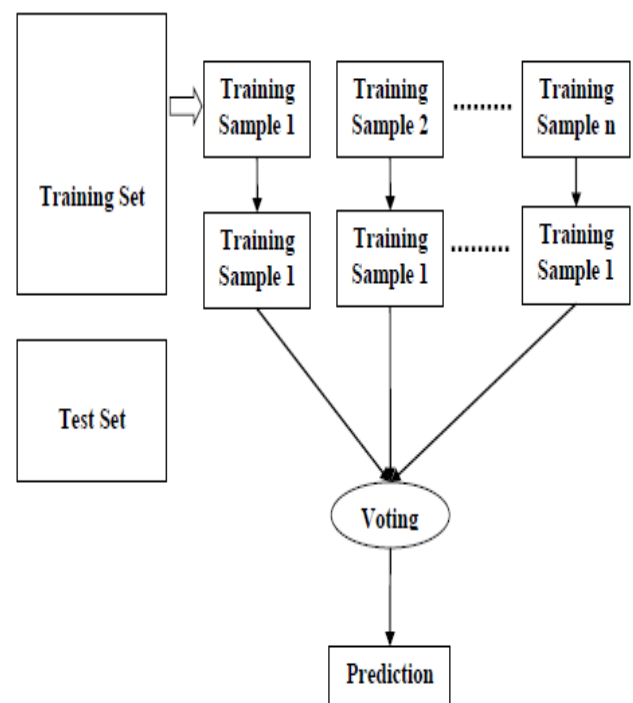 Training
Sample 1
Training
Sample 2
.........
Training
Sample n
Training Set
Training
Sample 1
Training
Sample 1
.........
Training
Sample 1
Test Set
Voting
Prediction